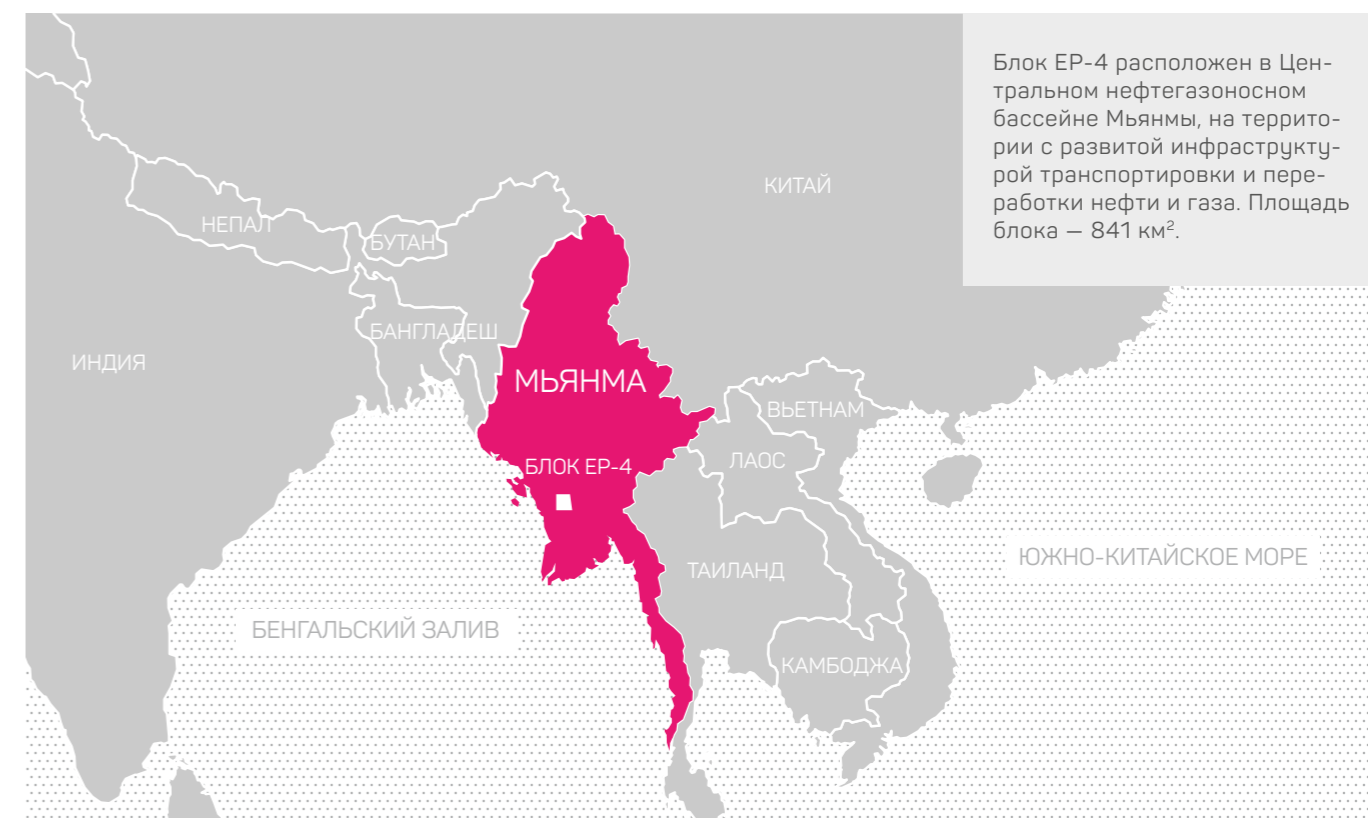 Блок ЕР-4 расположен в Цен-
тральном нефтегазоносном
бассейне Мьянмы, на террито-
рии с развитой инфраструкту-
рой транспортировки и пере-
работки нефти и газа. Площадь
блока — 841 км².
КИТАЙ
НЕПАЛ
БУТАН
БАНГЛАДЕШ
ИНДИЯ
МЬЯНМА
ВЬЕТНАМ
ЛАОС
БЛОК ЕР-4
ЮЖНО-КИТАЙСКОЕ МОРЕ
ТАИЛАНД
БЕНГАЛЬСКИЙ ЗАЛИВ
КАМБОДЖА